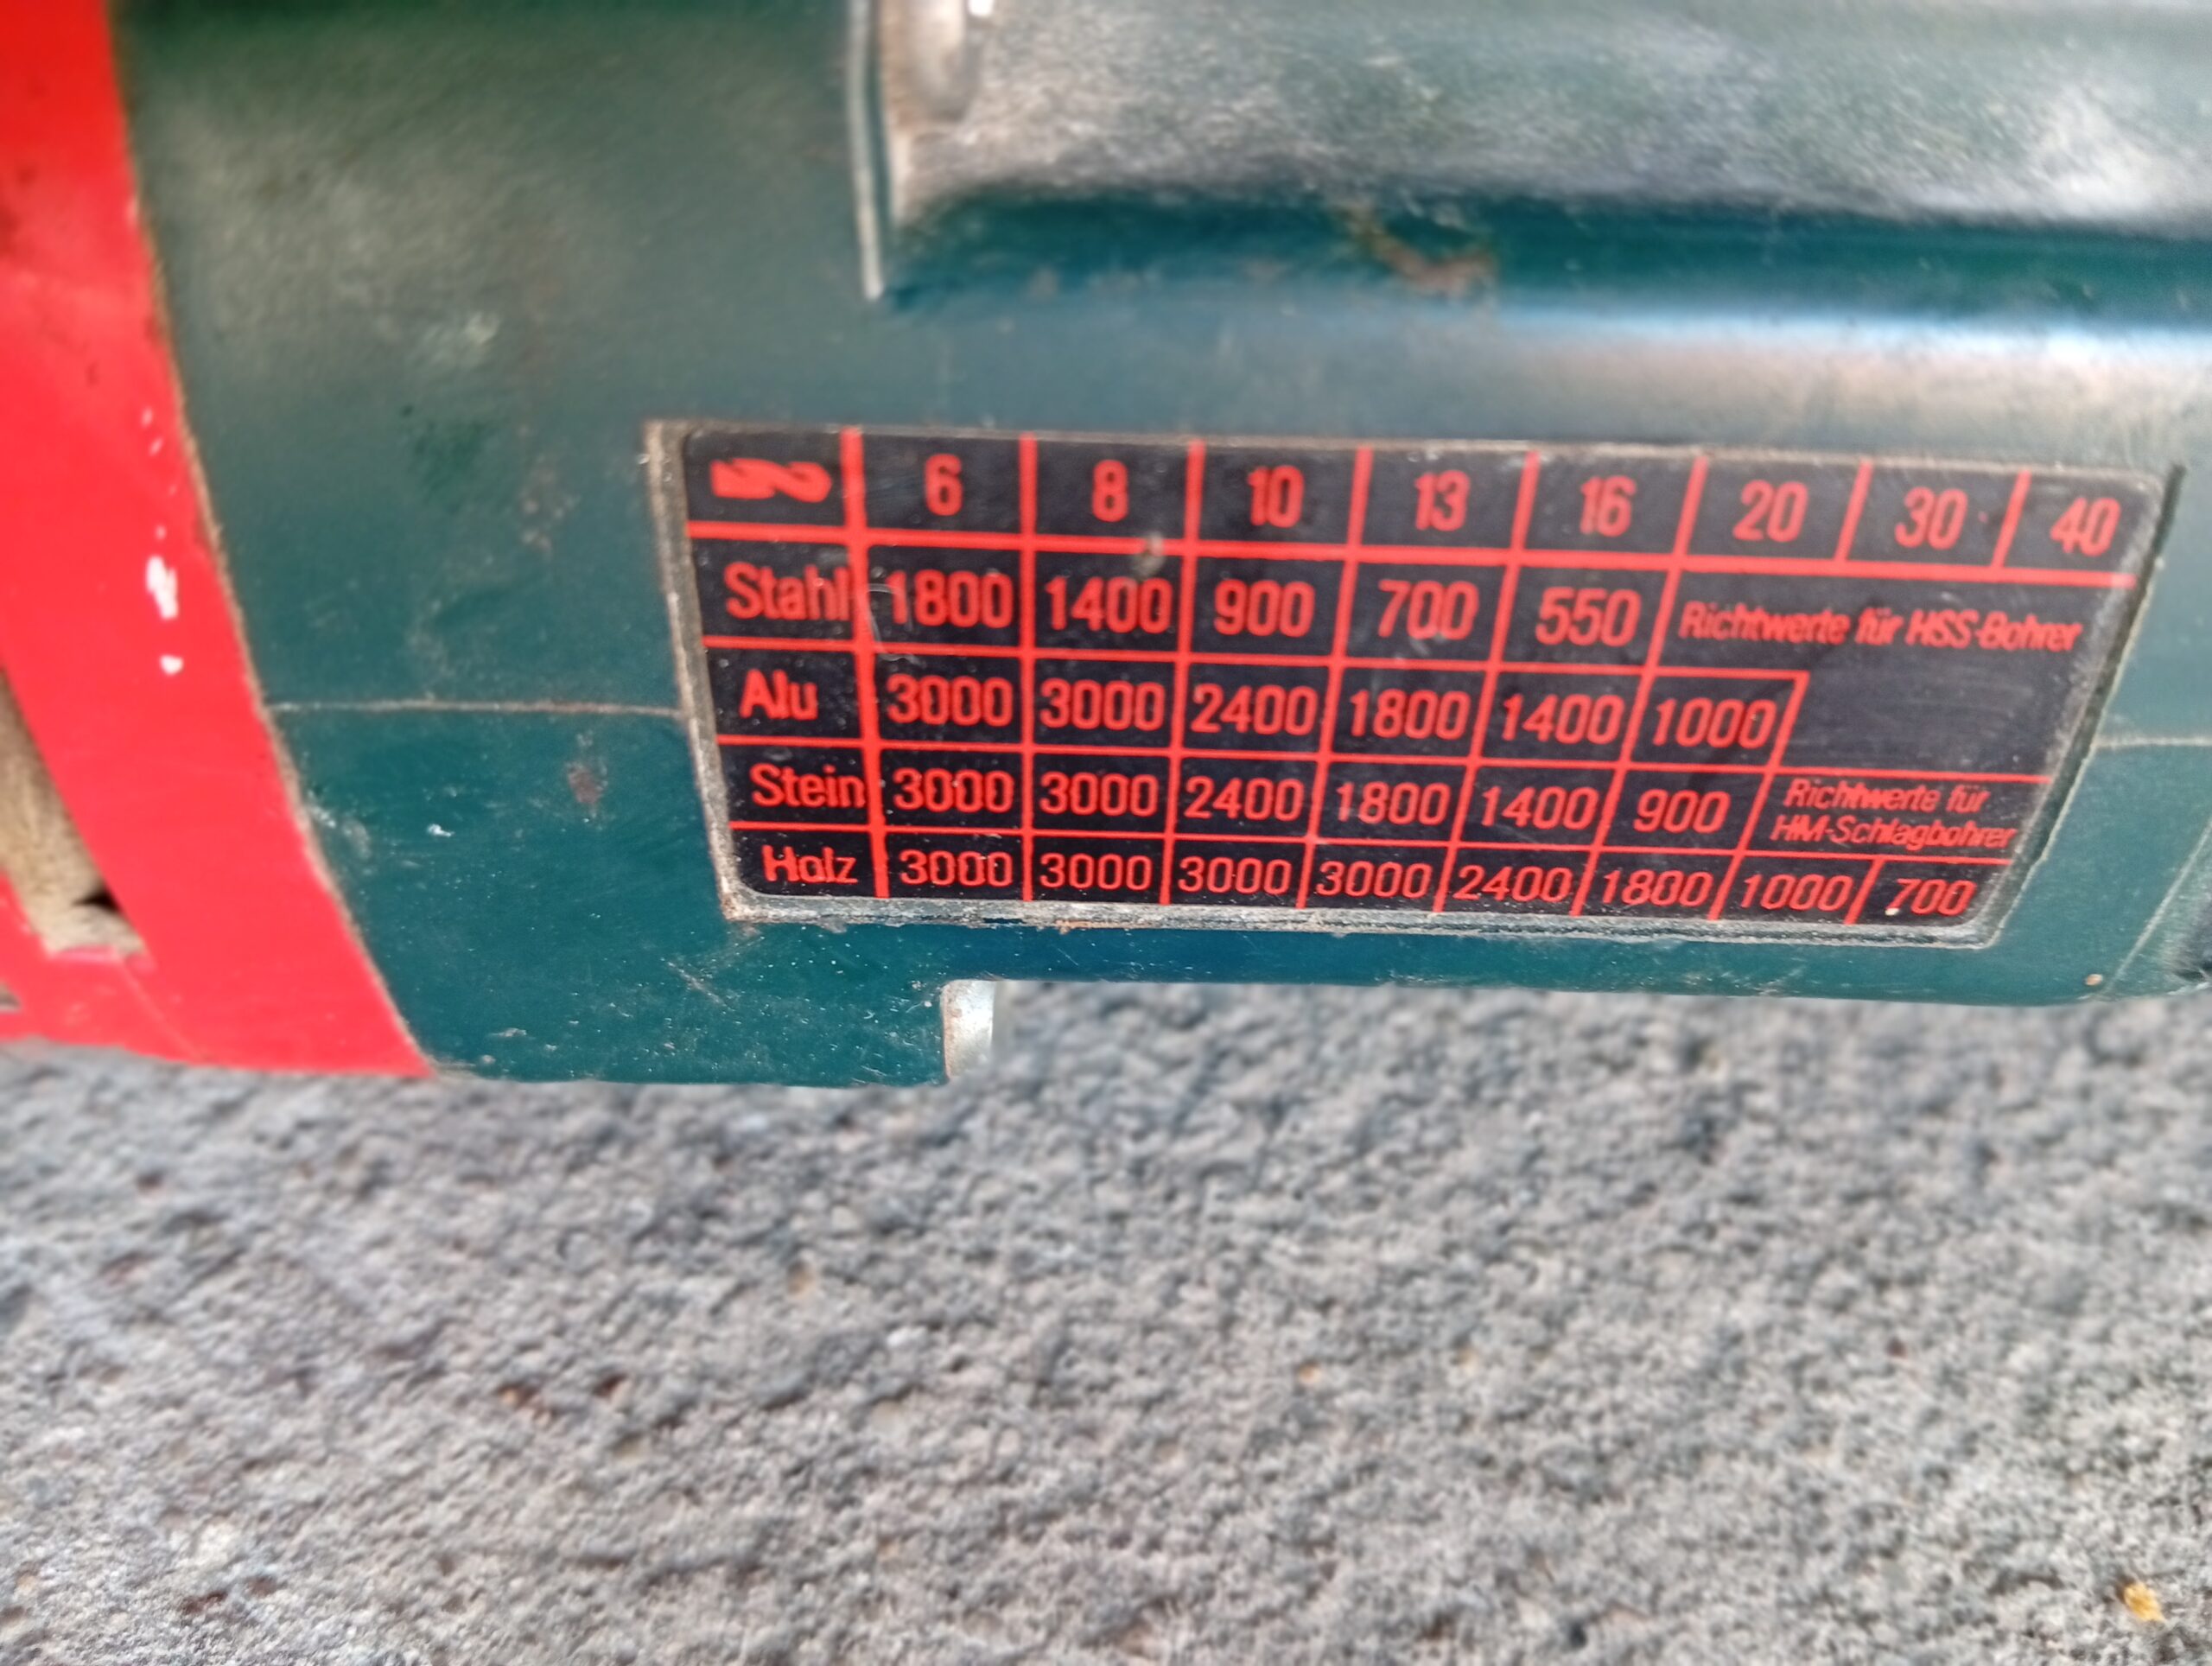 6 8 10 13 16 20 30 40
Stahl 1800 1400 900 700 550 Richtwerte für HSS-Bohrer
Alu 3000 3000 2400 1800 1400 1000
Stein 3000 3000 2400 1800 1400 900 Richtwerte für
HM-Schlagbohrer
Holz 3000 3000 3000 3000 2400 1800 1000 700